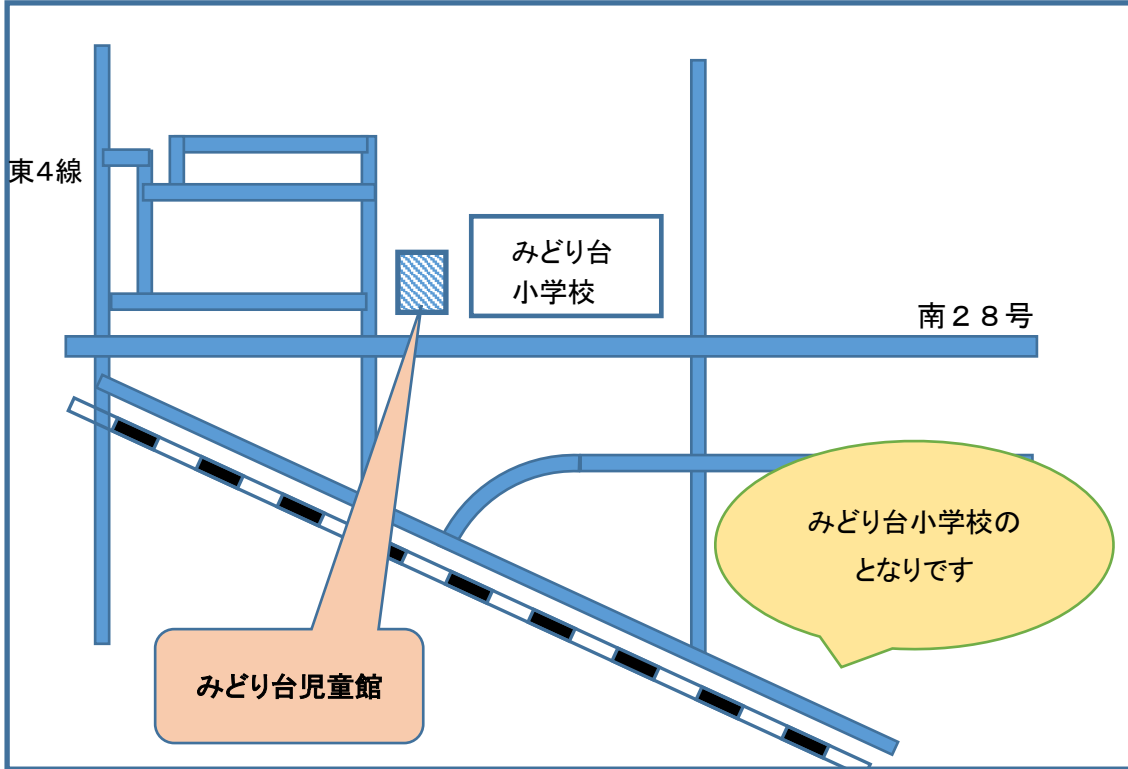 東4線
みどり台
小学校
南２８号
みどり台小学校の
となりです
みどり台児童館